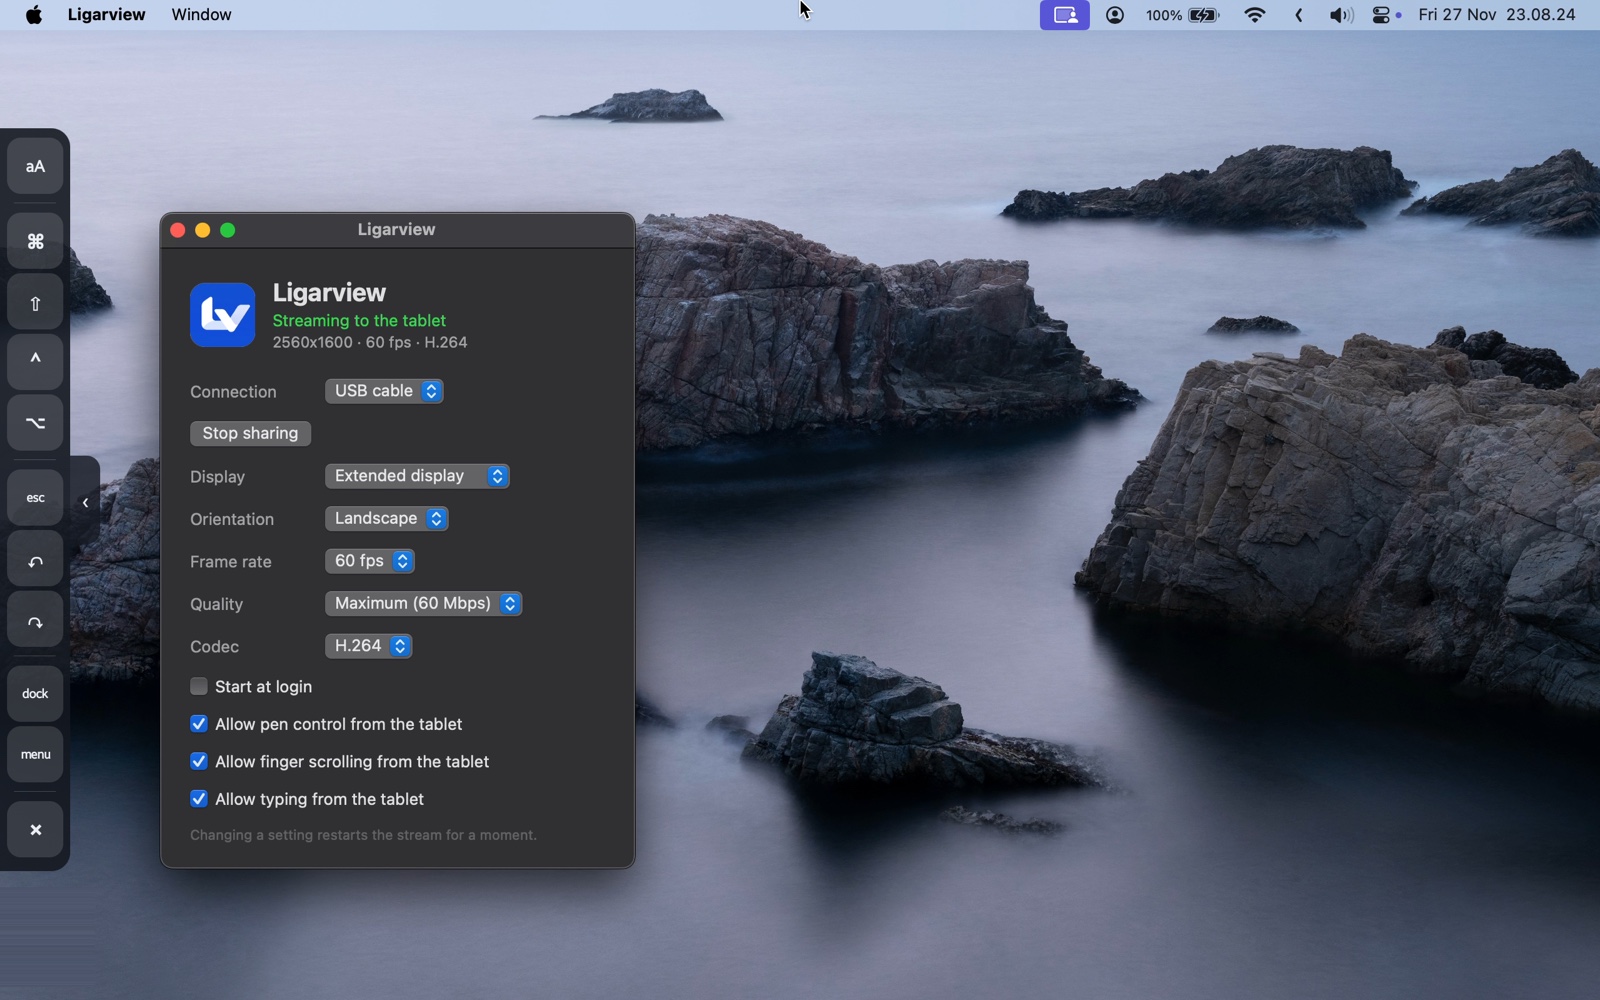 Ligarview Window 100% Fri 27 Nov 23.08.24
aA
⌘
⇧
^
⌥
esc
dock
menu
Ligarview
Ligarview
Streaming to the tablet
2560x1600 · 60 fps · H.264
Connection USB cable
Stop sharing
Display Extended display
Orientation Landscape
Frame rate 60 fps
Quality Maximum (60 Mbps)
Codec H.264
Start at login
Allow pen control from the tablet
Allow finger scrolling from the tablet
Allow typing from the tablet
Changing a setting restarts the stream for a moment.